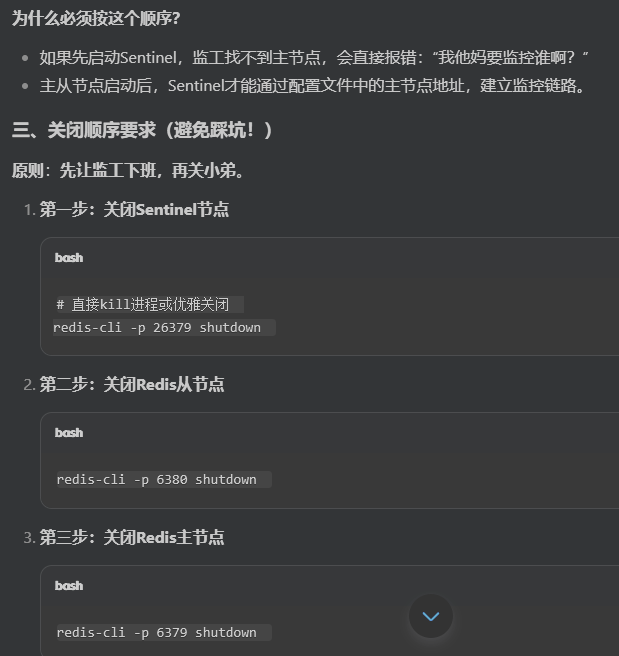 为什么必须按这个顺序？
如果先启动Sentinel，监工找不到主节点，会直接报错：“我他妈要监控谁啊？”
主从节点启动后，Sentinel才能通过配置文件中的主节点地址，建立监控链路。
三、关闭顺序要求（避免踩坑！）
原则：先让监工下班，再关小弟。
1. 第一步：关闭Sentinel节点
bash
# 直接kill进程或优雅关闭
redis-cli -p 26379 shutdown
2. 第二步：关闭Redis从节点
bash
redis-cli -p 6380 shutdown
3. 第三步：关闭Redis主节点
bash
redis-cli -p 6379 shutdown